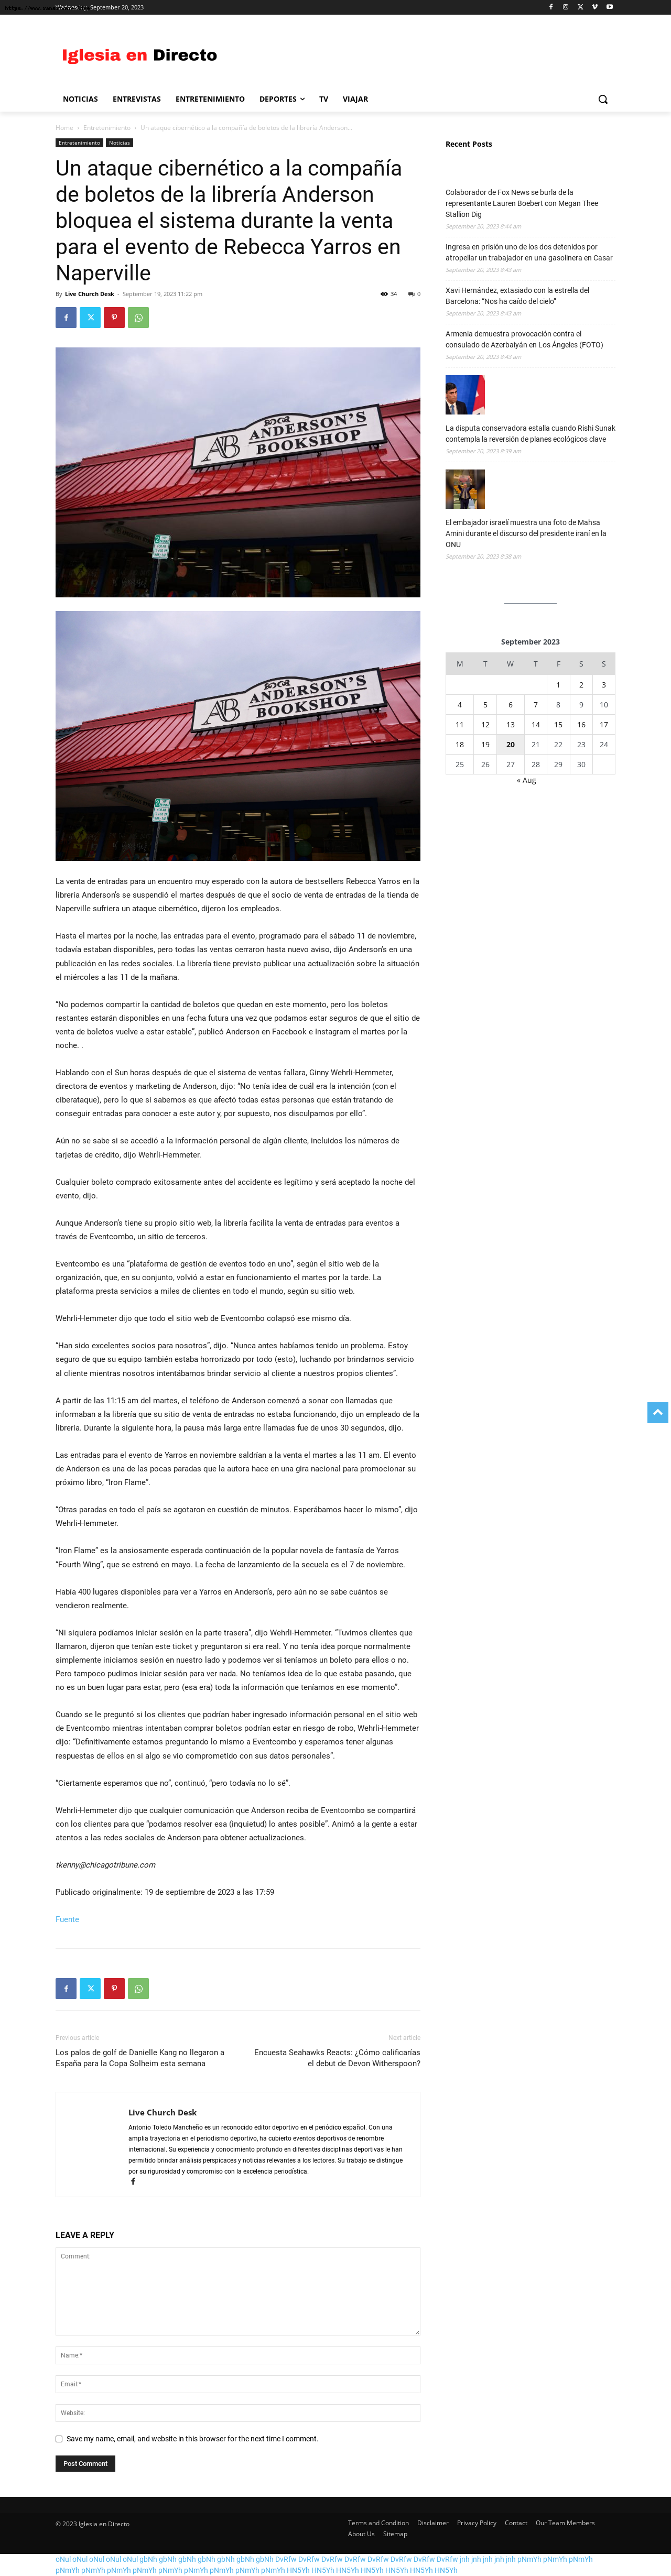 September 20, 2023
Iglesia en Directo
NOTICIAS
ENTREVISTAS
ENTRETENIMIENTO
DEPORTES
TV
VIAJAR
Home › Entretenimiento › Un ataque cibernético a la compañía de boletos de la librería Anderson...
Entretenimiento Noticias
Un ataque cibernético a la compañía
de boletos de la librería Anderson
bloquea el sistema durante la venta
para el evento de Rebecca Yarros en
Naperville
By Live Church Desk - September 19, 2023 11:22 pm
34
0
AB ANDERSON'S
BOOKSHOP
AB ANDERSON'S
BOOKSHOP
La venta de entradas para un encuentro muy esperado con la autora de bestsellers Rebecca Yarros en la
librería Anderson's se suspendió el martes después de que el socio de venta de entradas de la tienda de
Naperville sufriera un ataque cibernético, dijeron los empleados.
Hasta el martes por la noche, las entradas para el evento, programado para el sábado 11 de noviembre,
todavía estaban disponibles, pero todas las ventas cerraron hasta nuevo aviso, dijo Anderson's en una
publicación en las redes sociales. La librería tiene previsto publicar una actualización sobre la situación
el miércoles a las 11 de la mañana.
“No podemos compartir la cantidad de boletos que quedan en este momento, pero los boletos
restantes estarán disponibles en una fecha futura una vez que podamos estar seguros de que el sitio de
venta de boletos vuelve a estar estable”, publicó Anderson en Facebook e Instagram el martes por la
noche. .
Hablando con el Sun horas después de que el sistema de ventas fallara, Ginny Wehrli-Hemmeter,
directora de eventos y marketing de Anderson, dijo: “No tenía idea de cuál era la intención (con el
ciberataque), pero lo que sí sabemos es que afectó todas estas personas que están tratando de
conseguir entradas para conocer a este autor y, por supuesto, nos disculpamos por ello”.
Aún no se sabe si se accedió a la información personal de algún cliente, incluidos los números de
tarjetas de crédito, dijo Wehrli-Hemmeter.
Cualquier boleto comprado exitosamente antes del accidente es legítimo y será aceptado la noche del
evento, dijo.
Aunque Anderson's tiene su propio sitio web, la librería facilita la venta de entradas para eventos a
través de Eventcombo, un sitio de terceros.
Eventcombo es una “plataforma de gestión de eventos todo en uno”, según el sitio web de la
organización, que, en su conjunto, volvió a estar en funcionamiento el martes por la tarde. La
plataforma presta servicios a miles de clientes en todo el mundo, según su sitio web.
Wehrli-Hemmeter dijo que todo el sitio web de Eventcombo colapsó ese mismo día.
“Han sido excelentes socios para nosotros”, dijo. “Nunca antes habíamos tenido un problema. Estoy
seguro de que su equipo también estaba horrorizado por todo (esto), luchando por brindarnos servicio
al cliente mientras nosotros intentábamos brindar servicio al cliente a nuestros propios clientes”.
A partir de las 11:15 am del martes, el teléfono de Anderson comenzó a sonar con llamadas que
informaban a la librería que su sitio de venta de entradas no estaba funcionando, dijo un empleado de la
librería. Durante la siguiente hora, la pausa más larga entre llamadas fue de unos 30 segundos, dijo.
Las entradas para el evento de Yarros en noviembre saldrían a la venta el martes a las 11 am. El evento
de Anderson es una de las pocas paradas que la autora hace en una gira nacional para promocionar su
próximo libro, “Iron Flame”.
“Otras paradas en todo el país se agotaron en cuestión de minutos. Esperábamos hacer lo mismo”, dijo
Wehrli-Hemmeter.
“Iron Flame” es la ansiosamente esperada continuación de la popular novela de fantasía de Yarros
“Fourth Wing”, que se estrenó en mayo. La fecha de lanzamiento de la secuela es el 7 de noviembre.
Había 400 lugares disponibles para ver a Yarros en Anderson's, pero aún no se sabe cuántos se
vendieron realmente.
“Ni siquiera podíamos iniciar sesión en la parte trasera”, dijo Wehrli-Hemmeter. “Tuvimos clientes que
llamaron, dijeron que tenían este ticket y preguntaron si era real. Y no tenía idea porque normalmente
simplemente iniciamos sesión en nuestro lado y podemos ver si teníamos un boleto para ellos o no.
Pero tampoco pudimos iniciar sesión para ver nada. No teníamos idea de lo que estaba pasando, que
no es un buen lugar para estar, pero (esa era) toda la información que teníamos en ese momento”.
Cuando se le preguntó si los clientes que podrían haber ingresado información personal en el sitio web
de Eventcombo mientras intentaban comprar boletos podrían estar en riesgo de robo, Wehrli-Hemmeter
dijo: “Definitivamente estamos preguntando lo mismo a Eventcombo y esperamos tener algunas
respuestas de ellos en si algo se vio comprometido con sus datos personales”.
“Ciertamente esperamos que no”, continuó, “pero todavía no lo sé”.
Wehrli-Hemmeter dijo que cualquier comunicación que Anderson reciba de Eventcombo se compartirá
con los clientes para que “podamos resolver esa (inquietud) lo antes posible”. Animó a la gente a estar
atentos a las redes sociales de Anderson para obtener actualizaciones.
tkenny@chicagotribune.com
Publicado originalmente: 19 de septiembre de 2023 a las 17:59
Fuente
Previous article
Los palos de golf de Danielle Kang no llegaron a
España para la Copa Solheim esta semana
Next article
Encuesta Seahawks Reacts: ¿Cómo calificarías
el debut de Devon Witherspoon?
Live Church Desk
Antonio Toledo Mancheño es un reconocido editor deportivo en el periódico español. Con una
amplia trayectoria en el periodismo deportivo, ha cubierto eventos deportivos de renombre
internacional. Su experiencia y conocimiento profundo en diferentes disciplinas deportivas le han
permitido brindar análisis perspicaces y noticias relevantes a los lectores. Su trabajo se distingue
por su rigurosidad y compromiso con la excelencia periodística.
LEAVE A REPLY
Comment:
Name:*
Email:*
Website:
Save my name, email, and website in this browser for the next time I comment.
Post Comment
Recent Posts
Colaborador de Fox News se burla de la
representante Lauren Boebert con Megan Thee
Stallion Dig
September 20, 2023 8:44 am
Ingresa en prisión uno de los dos detenidos por
atropellar un trabajador en una gasolinera en Casar
September 20, 2023 8:43 am
Xavi Hernández, extasiado con la estrella del
Barcelona: “Nos ha caído del cielo”
September 20, 2023 8:43 am
Armenia demuestra provocación contra el
consulado de Azerbaiyán en Los Ángeles (FOTO)
September 20, 2023 8:43 am
La disputa conservadora estalla cuando Rishi Sunak
contempla la reversión de planes ecológicos clave
September 20, 2023 8:39 am
El embajador israelí muestra una foto de Mahsa
Amini durante el discurso del presidente iraní en la
ONU
September 20, 2023 8:38 am
September 2023
M T W T F S S
1 2 3
4 5 6 7 8 9 10
11 12 13 14 15 16 17
18 19 20 21 22 23 24
25 26 27 28 29 30
« Aug
© 2023 Iglesia en Directo
Terms and Condition
Disclaimer
Privacy Policy
Contact
Our Team Members
About Us
Sitemap
oNul oNul oNul oNul oNul gbNh gbNh gbNh gbNh gbNh gbNh gbNh DvRfw DvRfw DvRfw DvRfw DvRfw DvRfw DvRfw DvRfw jnh jnh jnh jnh jnh pNmYh pNmYh pNmYh
pNmYh pNmYh pNmYh pNmYh pNmYh pNmYh pNmYh pNmYh pNmYh HN5Yh HN5Yh HN5Yh HN5Yh HN5Yh HN5Yh HN5Yh